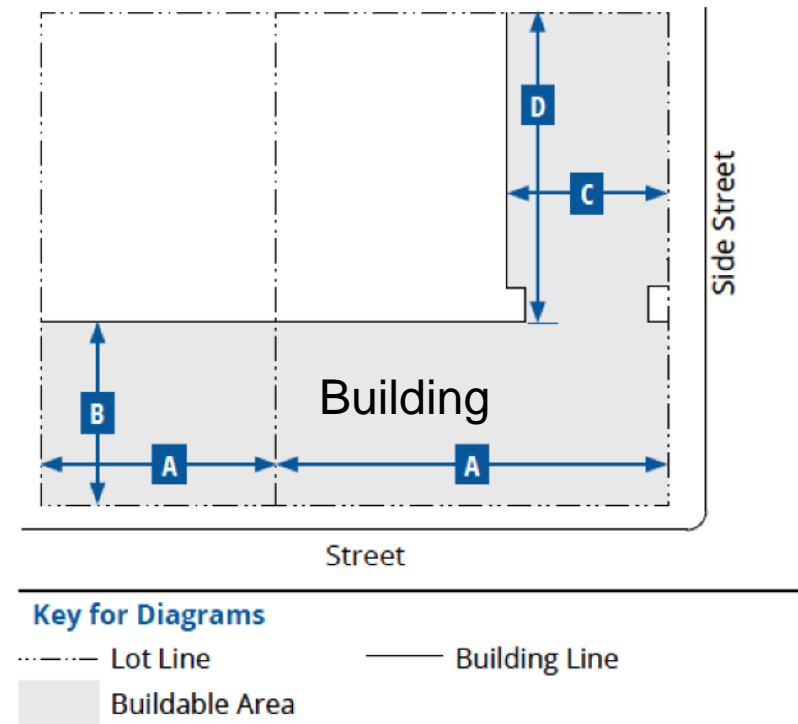 D
C
Side Street
Building
B
A
A
Street
Key for Diagrams
Lot Line
Building Line
Buildable Area